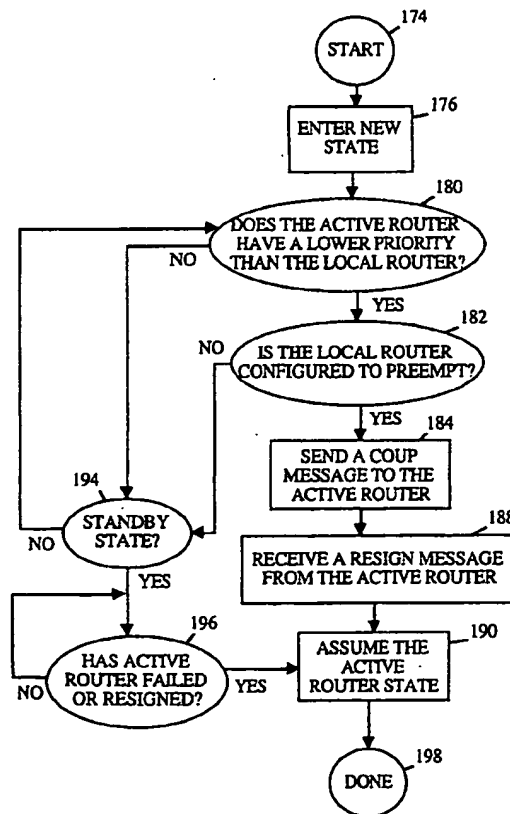 174
START
176
ENTER NEW
STATE
180
DOES THE ACTIVE ROUTER
HAVE A LOWER PRIORITY
THAN THE LOCAL ROUTER?
NO
YES
182
NO
IS THE LOCAL ROUTER
CONFIGURED TO PREEMPT?
YES
184
SEND A COUP
MESSAGE TO THE
ACTIVE ROUTER
194
STANDBY
STATE?
NO
YES
188
RECEIVE A RESIGN MESSAGE
FROM THE ACTIVE ROUTER
196
HAS ACTIVE
ROUTER FAILED
OR RESIGNED?
NO
YES
190
ASSUME THE
ACTIVE
ROUTER STATE
198
DONE